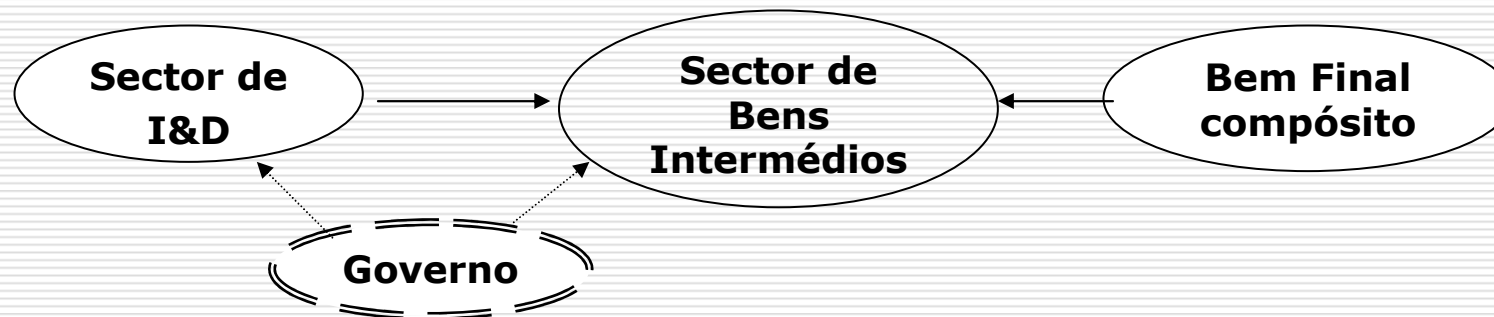 Sector de
I&D
Sector de
Bens
Intermédios
Bem Final
compósito
Governo